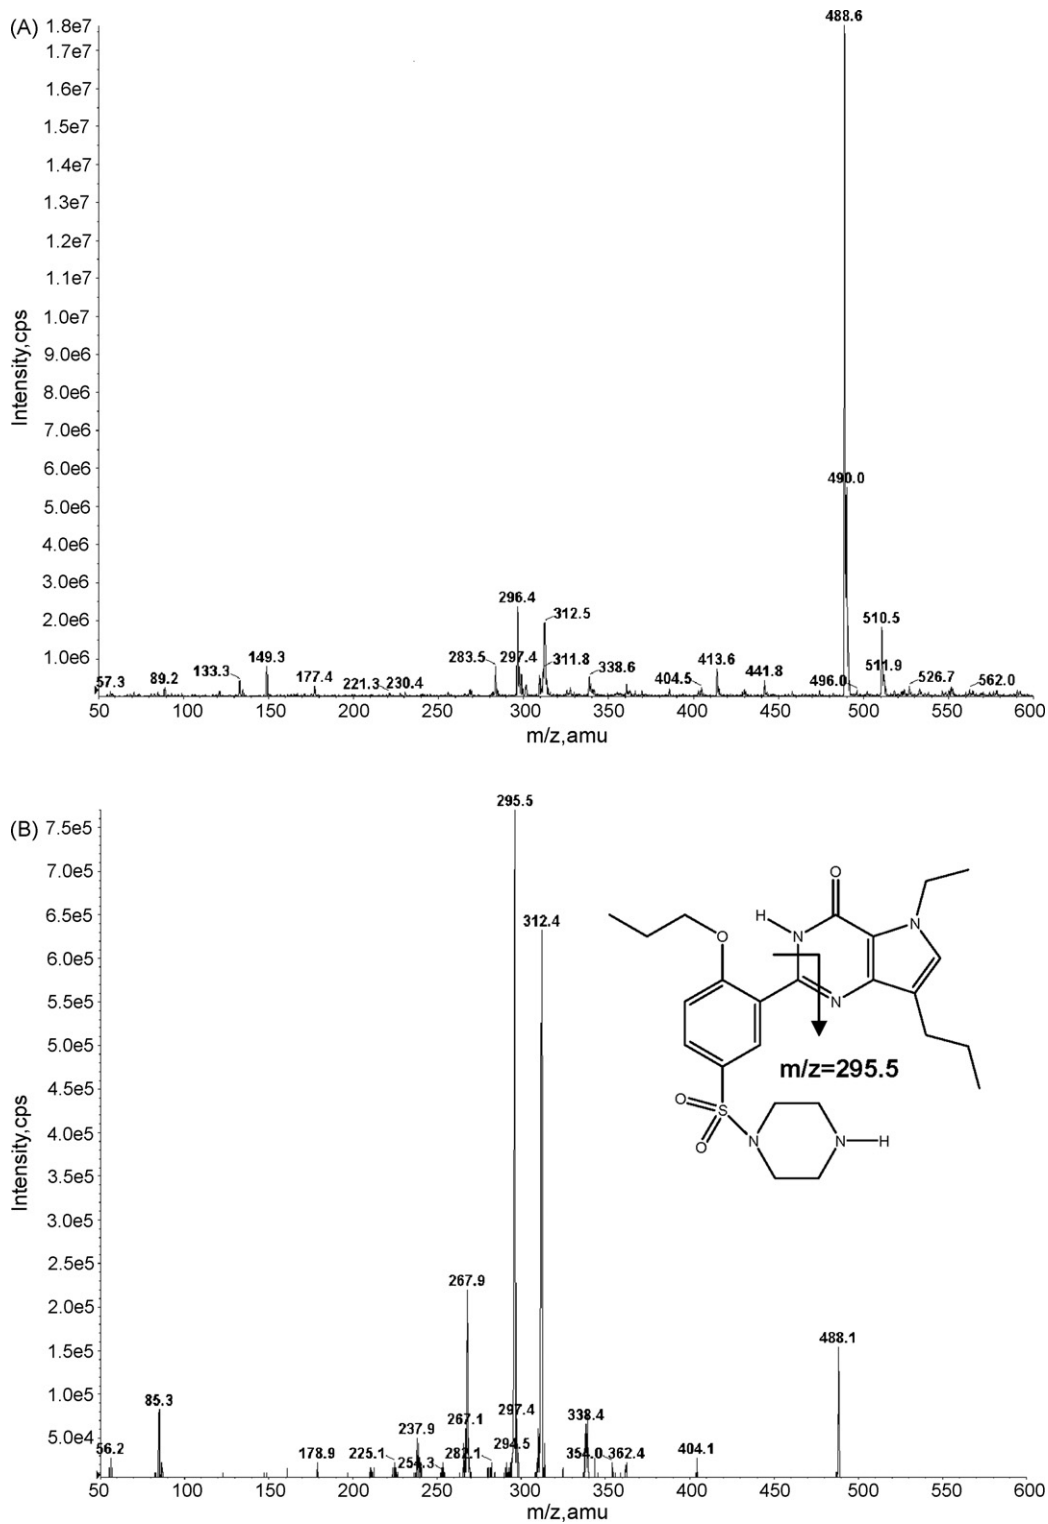 (A)
1.8e7
1.7e7
1.6e7
1.5e7
1.4e7
1.3e7
1.2e7
1.1e7
1.0e7
9.0e6
8.0e6
7.0e6
6.0e6
5.0e6
4.0e6
3.0e6
2.0e6
1.0e6
Intensity,cps
488.6
490.0
296.4
312.5
510.5
283.5
297.4
311.8
149.3
133.3
338.6
413.6
511.9
57.3
89.2
177.4
221.3
230.4
404.5
441.8
496.0
526.7
562.0
50 100 150 200 250 300 350 400 450 500 550 600
m/z,amu
(B)
7.5e5
7.0e5
6.5e5
6.0e5
5.5e5
5.0e5
4.5e5
4.0e5
3.5e5
3.0e5
2.5e5
2.0e5
1.5e5
1.0e5
5.0e4
Intensity,cps
295.5
312.4
267.9
488.1
85.3
297.4
338.4
267.1
237.9
294.5
56.2
178.9
225.1
254.3
282.1
354.0
362.4
404.1
O
H
N
N
O
N
m/z=295.5
O
S
O
N
N
H
50 100 150 200 250 300 350 400 450 500 550 600
m/z,amu